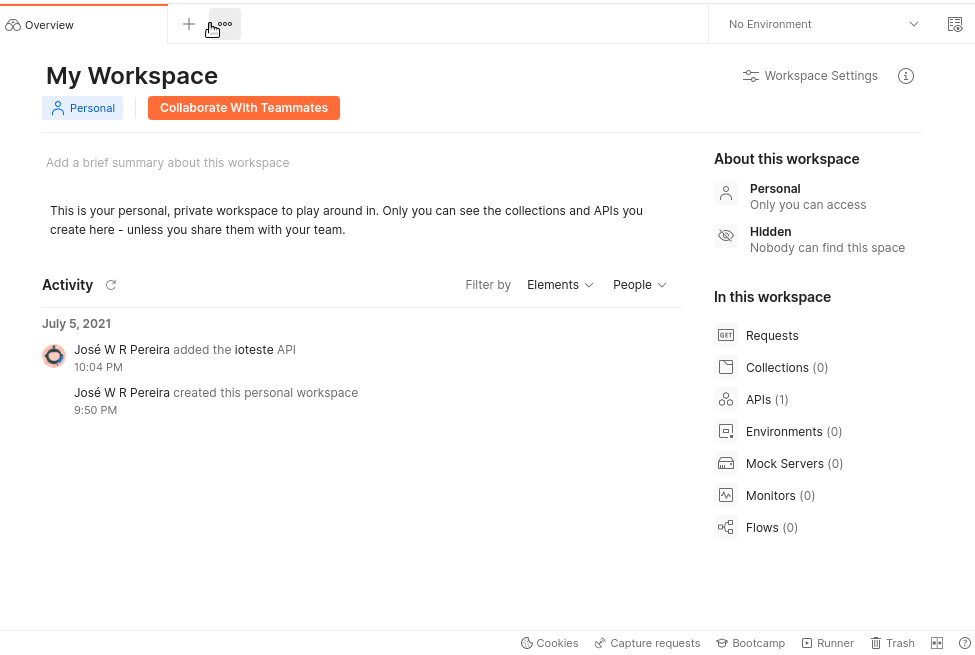 Overview
No Environment
My Workspace
Workspace Settings
Personal
Collaborate With Teammates
Add a brief summary about this workspace
This is your personal, private workspace to play around in. Only you can see the collections and APIs you
create here - unless you share them with your team.
Activity
Filter by Elements People
July 5, 2021
José W R Pereira added the ioteste API
10:04 PM
José W R Pereira created this personal workspace
9:50 PM
About this workspace
Personal
Only you can access
Hidden
Nobody can find this space
In this workspace
GET Requests
Collections (0)
APIs (1)
Environments (0)
Mock Servers (0)
Monitors (0)
Flows (0)
Cookies Capture requests Bootcamp Runner Trash